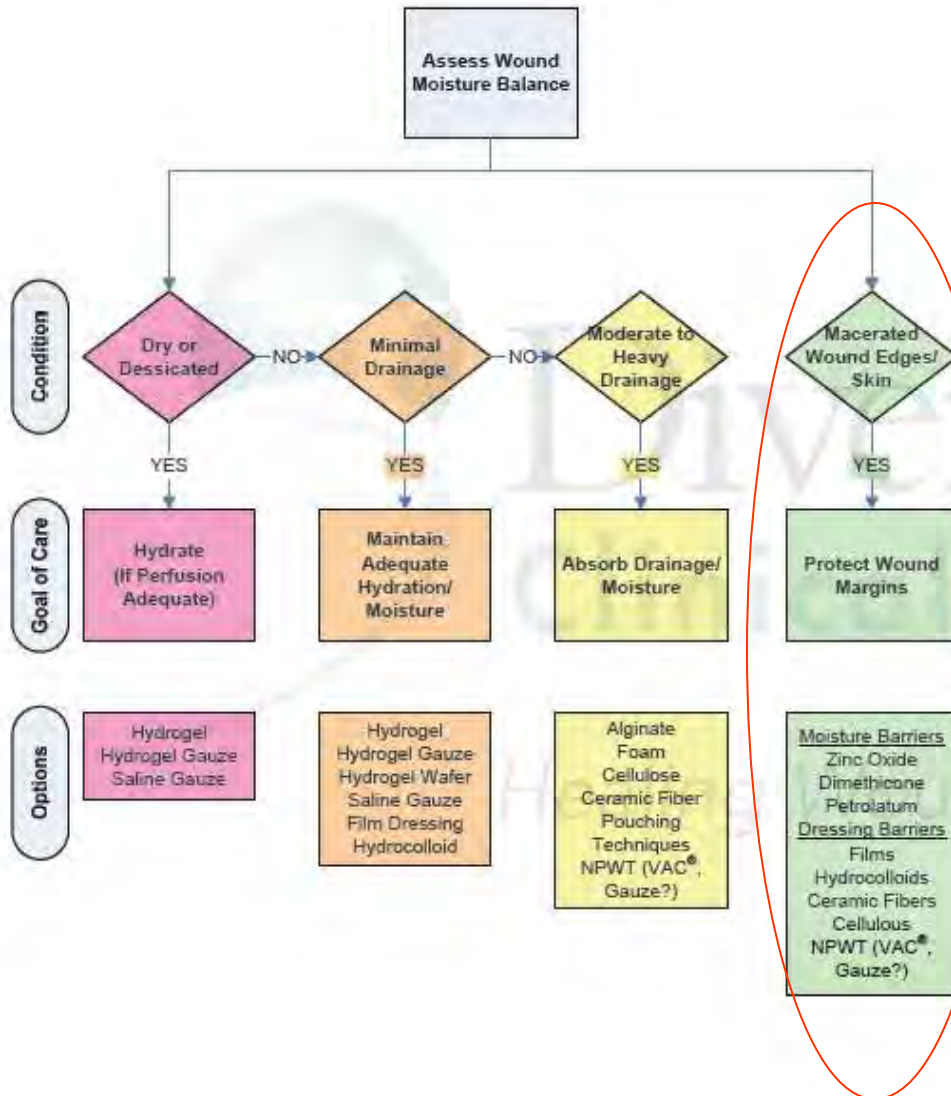 Assess Wound
Moisture Balance
Condition
Dry or
Dessicated
NO
Minimal
Drainage
NO
Moderate to
Heavy
Drainage
Macerated
Wound Edges/
Skin
YES
YES
YES
YES
Goal of Care
Hydrate
(If Perfusion
Adequate)
Maintain
Adequate
Hydration/
Moisture
Absorb Drainage/
Moisture
Protect Wound
Margins
Options
Hydrogel
Hydrogel Gauze
Saline Gauze
Hydrogel
Hydrogel Gauze
Hydrogel Wafer
Saline Gauze
Film Dressing
Hydrocolloid
Alginate
Foam
Cellulose
Ceramic Fiber
Pouching
Techniques
NPWT (VAC®,
Gauze?)
Moisture Barriers
Zinc Oxide
Dimethicone
Petrolatum
Dressing Barriers
Films
Hydrocolloids
Ceramic Fibers
Cellulous
NPWT (VAC®,
Gauze?)